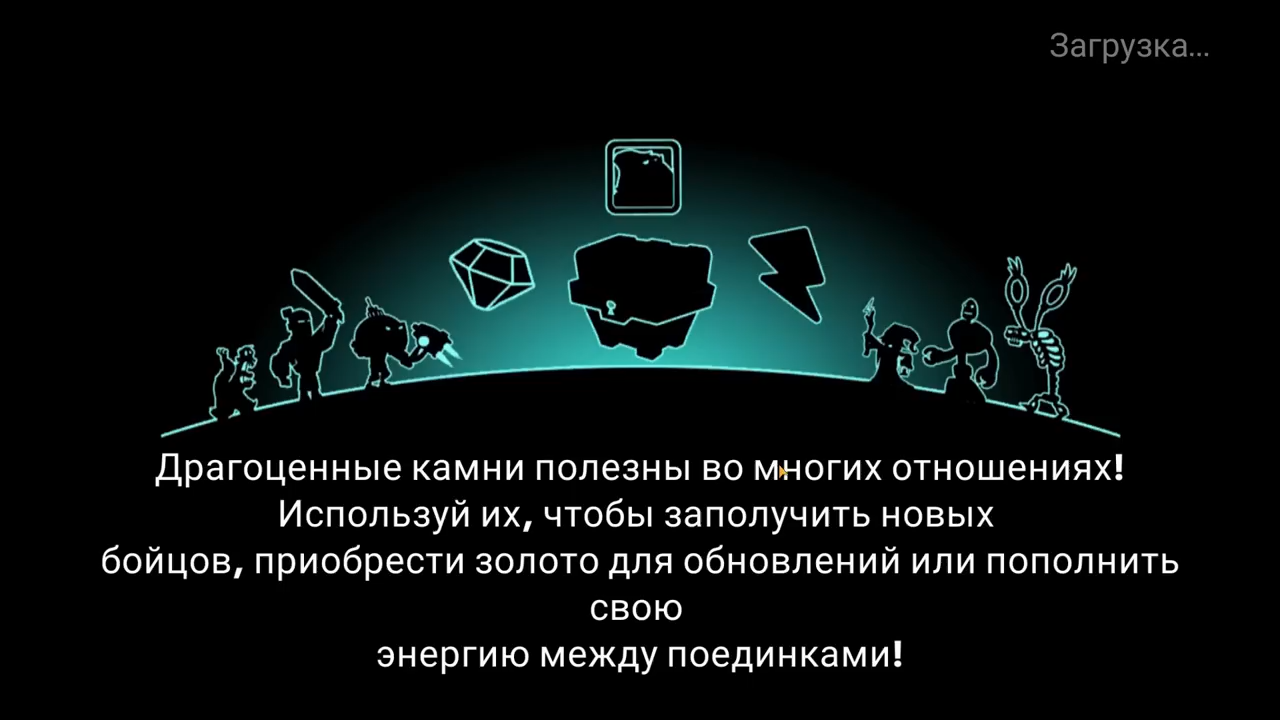 Загрузка...
Драгоценные камни полезны во многих отношениях!
Используй их, чтобы заполучить новых
бойцов, приобрести золото для обновлений или пополнить
свою
энергию между поединками!